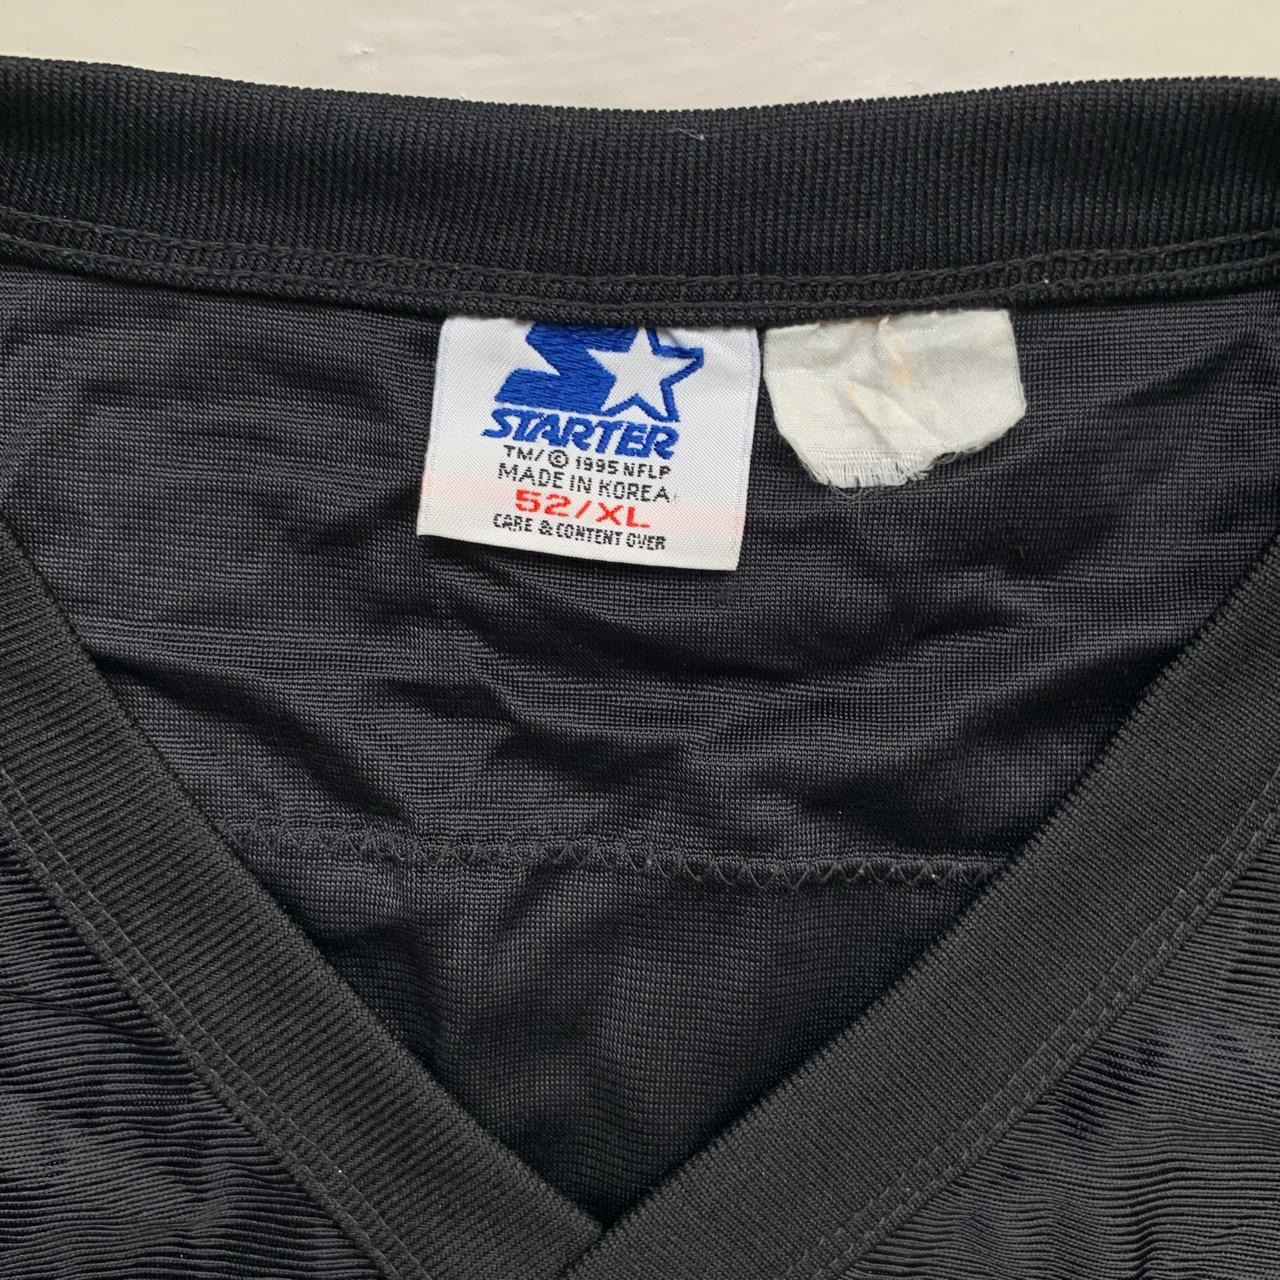 STARTER
TM/© 1995 NFLP
MADE IN KOREA
52/XL
CARE & CONTENT OVER